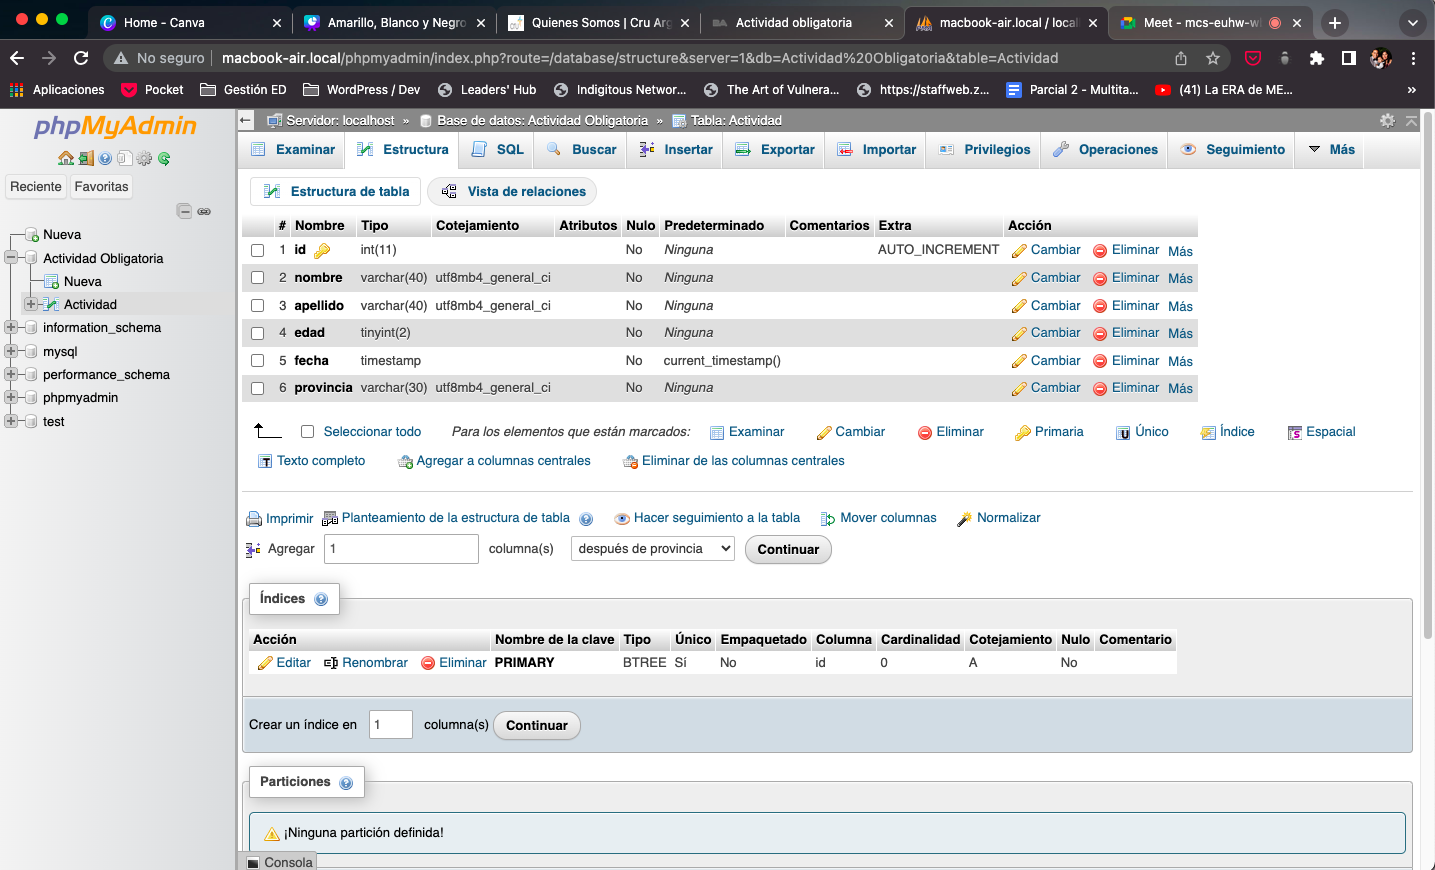 Home - Canva
Amarillo, Blanco y Negro
Quienes Somos | Cru Arg
Actividad obligatoria
macbook-air.local / local
Meet - mcs-euhw-w
No seguro | macbook-air.local/phpmyadmin/index.php?route=/database/structure&server=1&db=Actividad%20Obligatoria&table=Actividad
Aplicaciones Pocket Gestión ED WordPress / Dev Leaders' Hub Indigitous Networ... The Art of Vulnera... https://staffweb.z... Parcial 2 - Multita... (41) La ERA de ME... »
phpMyAdmin
Reciente Favoritas
Nueva
Actividad Obligatoria
Nueva
Actividad
information_schema
mysql
performance_schema
phpmyadmin
test
Servidor: localhost » Base de datos: Actividad Obligatoria » Tabla: Actividad
Examinar Estructura SQL Buscar Insertar Exportar Importar Privilegios Operaciones Seguimiento Más
Estructura de tabla Vista de relaciones
# Nombre Tipo Cotejamiento Atributos Nulo Predeterminado Comentarios Extra Acción
1 id int(11) No Ninguna AUTO_INCREMENT Cambiar Eliminar Más
2 nombre varchar(40) utf8mb4_general_ci No Ninguna Cambiar Eliminar Más
3 apellido varchar(40) utf8mb4_general_ci No Ninguna Cambiar Eliminar Más
4 edad tinyint(2) No Ninguna Cambiar Eliminar Más
5 fecha timestamp No current_timestamp() Cambiar Eliminar Más
6 provincia varchar(30) utf8mb4_general_ci No Ninguna Cambiar Eliminar Más
Seleccionar todo Para los elementos que están marcados: Examinar Cambiar Eliminar Primaria Único Índice Espacial
Texto completo Agregar a columnas centrales Eliminar de las columnas centrales
Imprimir Planteamiento de la estructura de tabla Hacer seguimiento a la tabla Mover columnas Normalizar
Agregar 1 columna(s) después de provincia Continuar
Índices
Acción Nombre de la clave Tipo Único Empaquetado Columna Cardinalidad Cotejamiento Nulo Comentario
Editar Renombrar Eliminar PRIMARY BTREE Sí No id 0 A No
Crear un índice en 1 columna(s) Continuar
Particiones
¡Ninguna partición definida!
Consola